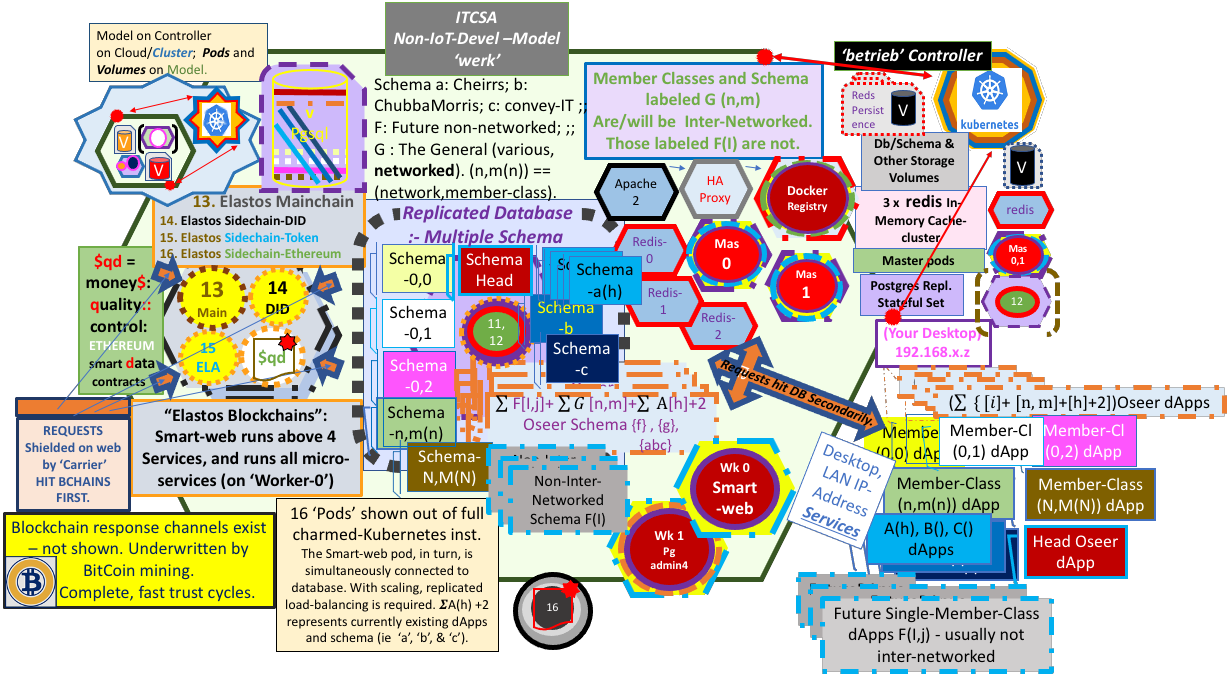 ITCSA
Non-IoT-Devel –Model
‘werk’
Model on Controller
on Cloud/Cluster; Pods and
Volumes on Model.
V
V
V
Pgsql
Schema a: Cheirrs; b:
ChubbaMorris; c: convey-IT ;;
F: Future non-networked; ;;
G : The General (various,
networked). (n,m(n)) ==
(network,member-class).
Member Classes and Schema
labeled G (n,m)
Are/will be Inter-Networked.
Those labeled F(I) are not.
‘betrieb’ Controller
Reds
Persist
ence
V
kubernetes
Db/Schema &
Other Storage
Volumes
V
3 x redis In-
Memory Cache-
cluster
redis
Master pods
Mas
0,1
Postgres Repl.
Stateful Set
12
(Your Desktop)
192.168.x.z
Apache
2
HA
Proxy
Docker
Registry
Redis-
0
Redis-
1
Redis-
2
Mas
0
Mas
1
13. Elastos Mainchain
14. Elastos Sidechain-DID
15. Elastos Sidechain-Token
16. Elastos Sidechain-Ethereum
$qd =
money$:
quality::
control:
ETHEREUM
smart data
contracts
13
Main
14
DID
15
ELA
$qd
Replicated Database
:- Multiple Schema
Schema
-0,0
Schema
Head
Schema
-a(h)
Schema
-0,1
11,
12
Schema
-b
Schema
-c
Schema
-0,2
Schema
-n,m(n)
Schema-
N,M(N)
∑ F[I,j]+∑ G [n,m]+∑ A[h]+2
Oseer Schema {f} , {g},
{abc}
Non-Inter-
Networked
Schema F(I)
Requests hit DB Secondarily.
REQUESTS
Shielded on web
by ‘Carrier’
HIT BCHAINS
FIRST.
“Elastos Blockchains”:
Smart-web runs above 4
Services, and runs all micro-
services (on ‘Worker-0’)
Blockchain response channels exist
– not shown. Underwritten by
BitCoin mining.
Complete, fast trust cycles.
16 ‘Pods’ shown out of full
charmed-Kubernetes inst.
The Smart-web pod, in turn, is
simultaneously connected to
database. With scaling, replicated
load-balancing is required. ΣA(h) +2
represents currently existing dApps
and schema (ie ‘a’, ‘b’, & ‘c’).
16
Wk 0
Smart
-web
Wk 1
Pg
admin4
Desktop,
LAN IP-
Address
Services
(∑ { [i]+ [n, m]+[h]+2])Oseer dApps
Membe
(0,0) dApp
Member-Cl
(0,1) dApp
Member-Cl
(0,2) dApp
Member-Class
(n,m(n)) dApp
Member-Class
(N,M(N)) dApp
A(h), B(), C()
dApps
Head Oseer
dApp
Future Single-Member-Class
dApps F(I,j) - usually not
inter-networked